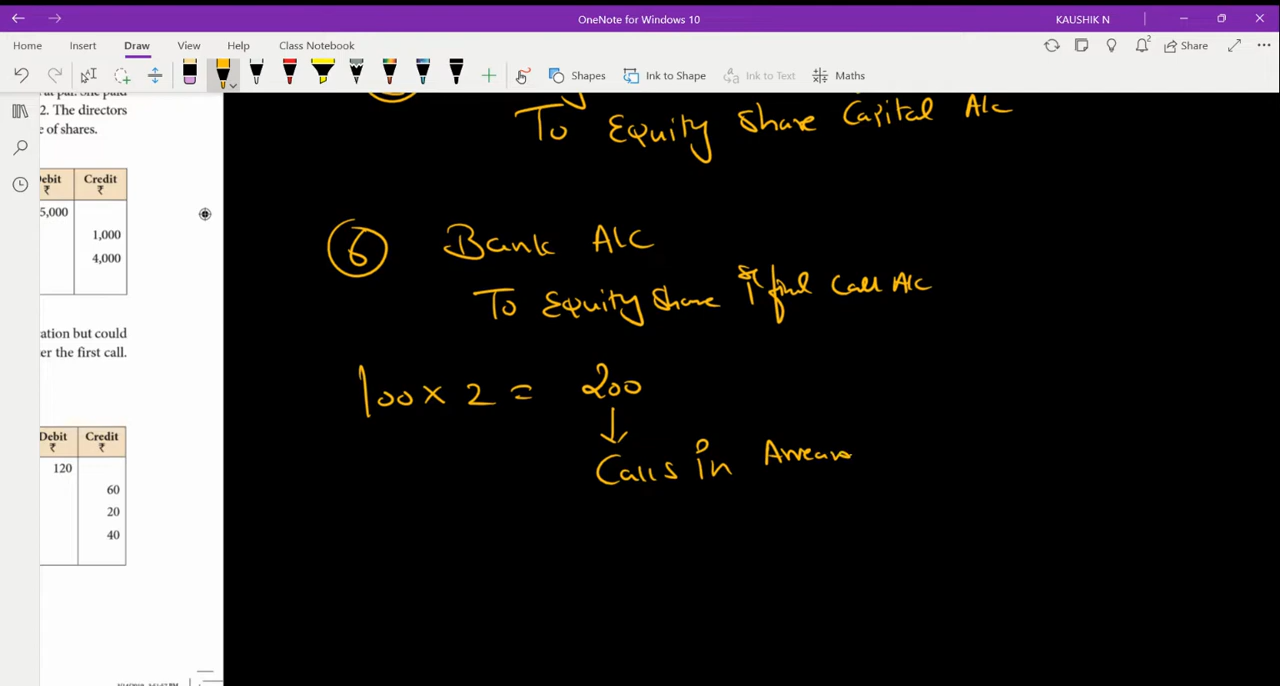 OneNote for Windows 10
KAUSHIK N
Home Insert Draw View Help Class Notebook
Share
Shapes Ink to Shape Ink to Text Maths
2. The directors
e of shares.
Debit Credit
₹ ₹
5,000
1,000
4,000
ation but could
er the first call.
Debit Credit
₹ ₹
120
60
20
40
To Equity Share Capital A/c
6 Bank A/c
To Equity Share & final Call A/c
100 × 2 = 200
↓
Calls in Arrears